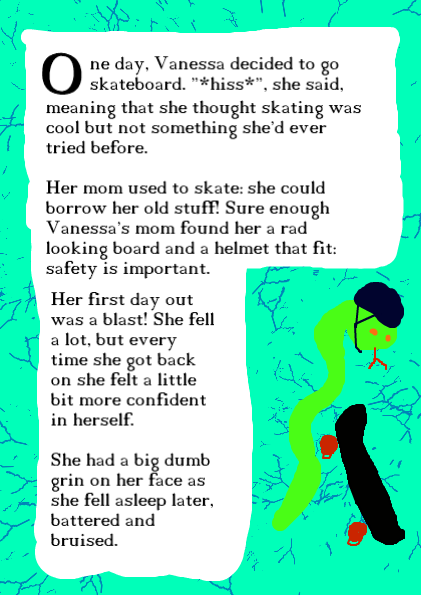 One day, Vanessa decided to go
skateboard. "*hiss*", she said,
meaning that she thought skating was
cool but not something she'd ever
tried before.
Her mom used to skate: she could
borrow her old stuff! Sure enough
Vanessa's mom found her a rad
looking board and a helmet that fit:
safety is important.
Her first day out
was a blast! She fell
a lot, but every
time she got back
on she felt a little
bit more confident
in herself.
She had a big dumb
grin on her face as
she fell asleep later,
battered and
bruised.